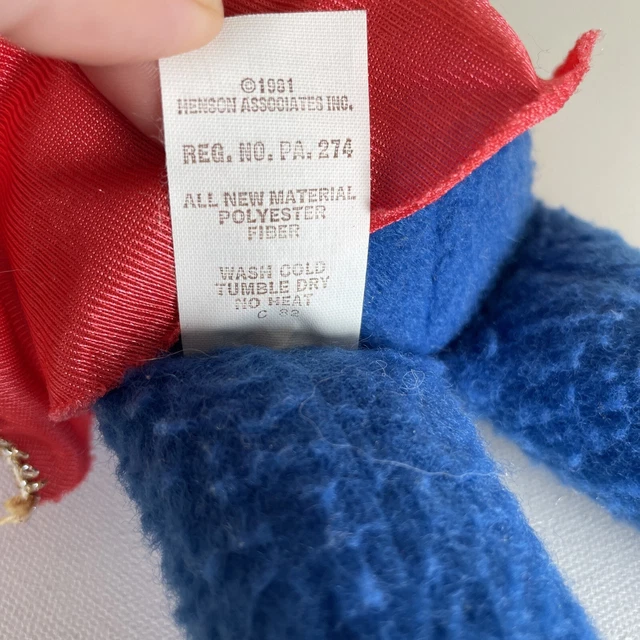 ©1981
HENSON ASSOCIATES INC.
REG. NO. PA. 274
ALL NEW MATERIAL
POLYESTER
FIBER
WASH COLD
TUMBLE DRY
NO HEAT
C 82